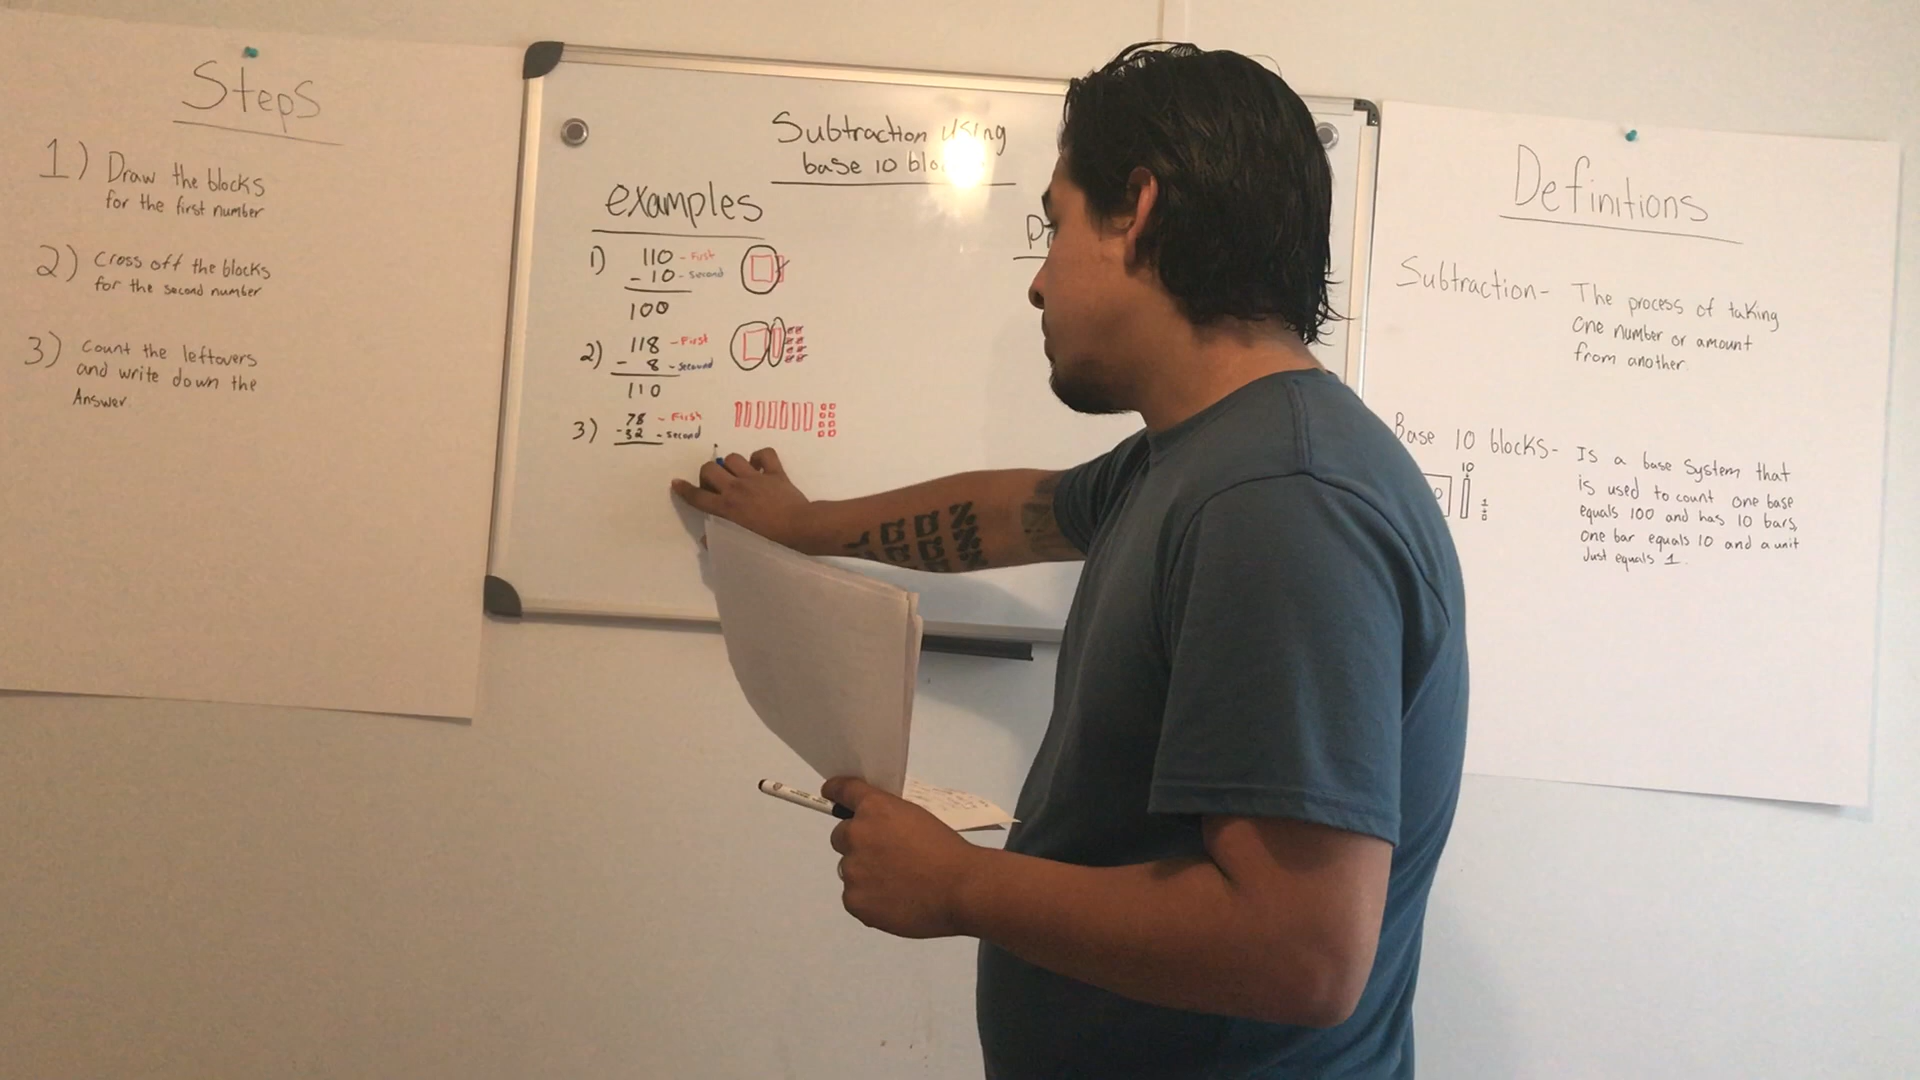 Steps
1) Draw the blocks
for the first number
2) Cross off the blocks
for the second number
3) Count the leftovers
and write down the
Answer.
Subtraction using
base 10
examples
1) 110 - First
- 10 - second
100
2) 118 - First
- 8 - second
110
3) 78 - First
- 32 - second
Definitions
Subtraction- The process of taking
one number or amount
from another.
Base 10 blocks- Is a base System that
is used to count one base
equals 100 and has 10 bars,
one bar equals 10 and a unit
Just equals 1.
10
1